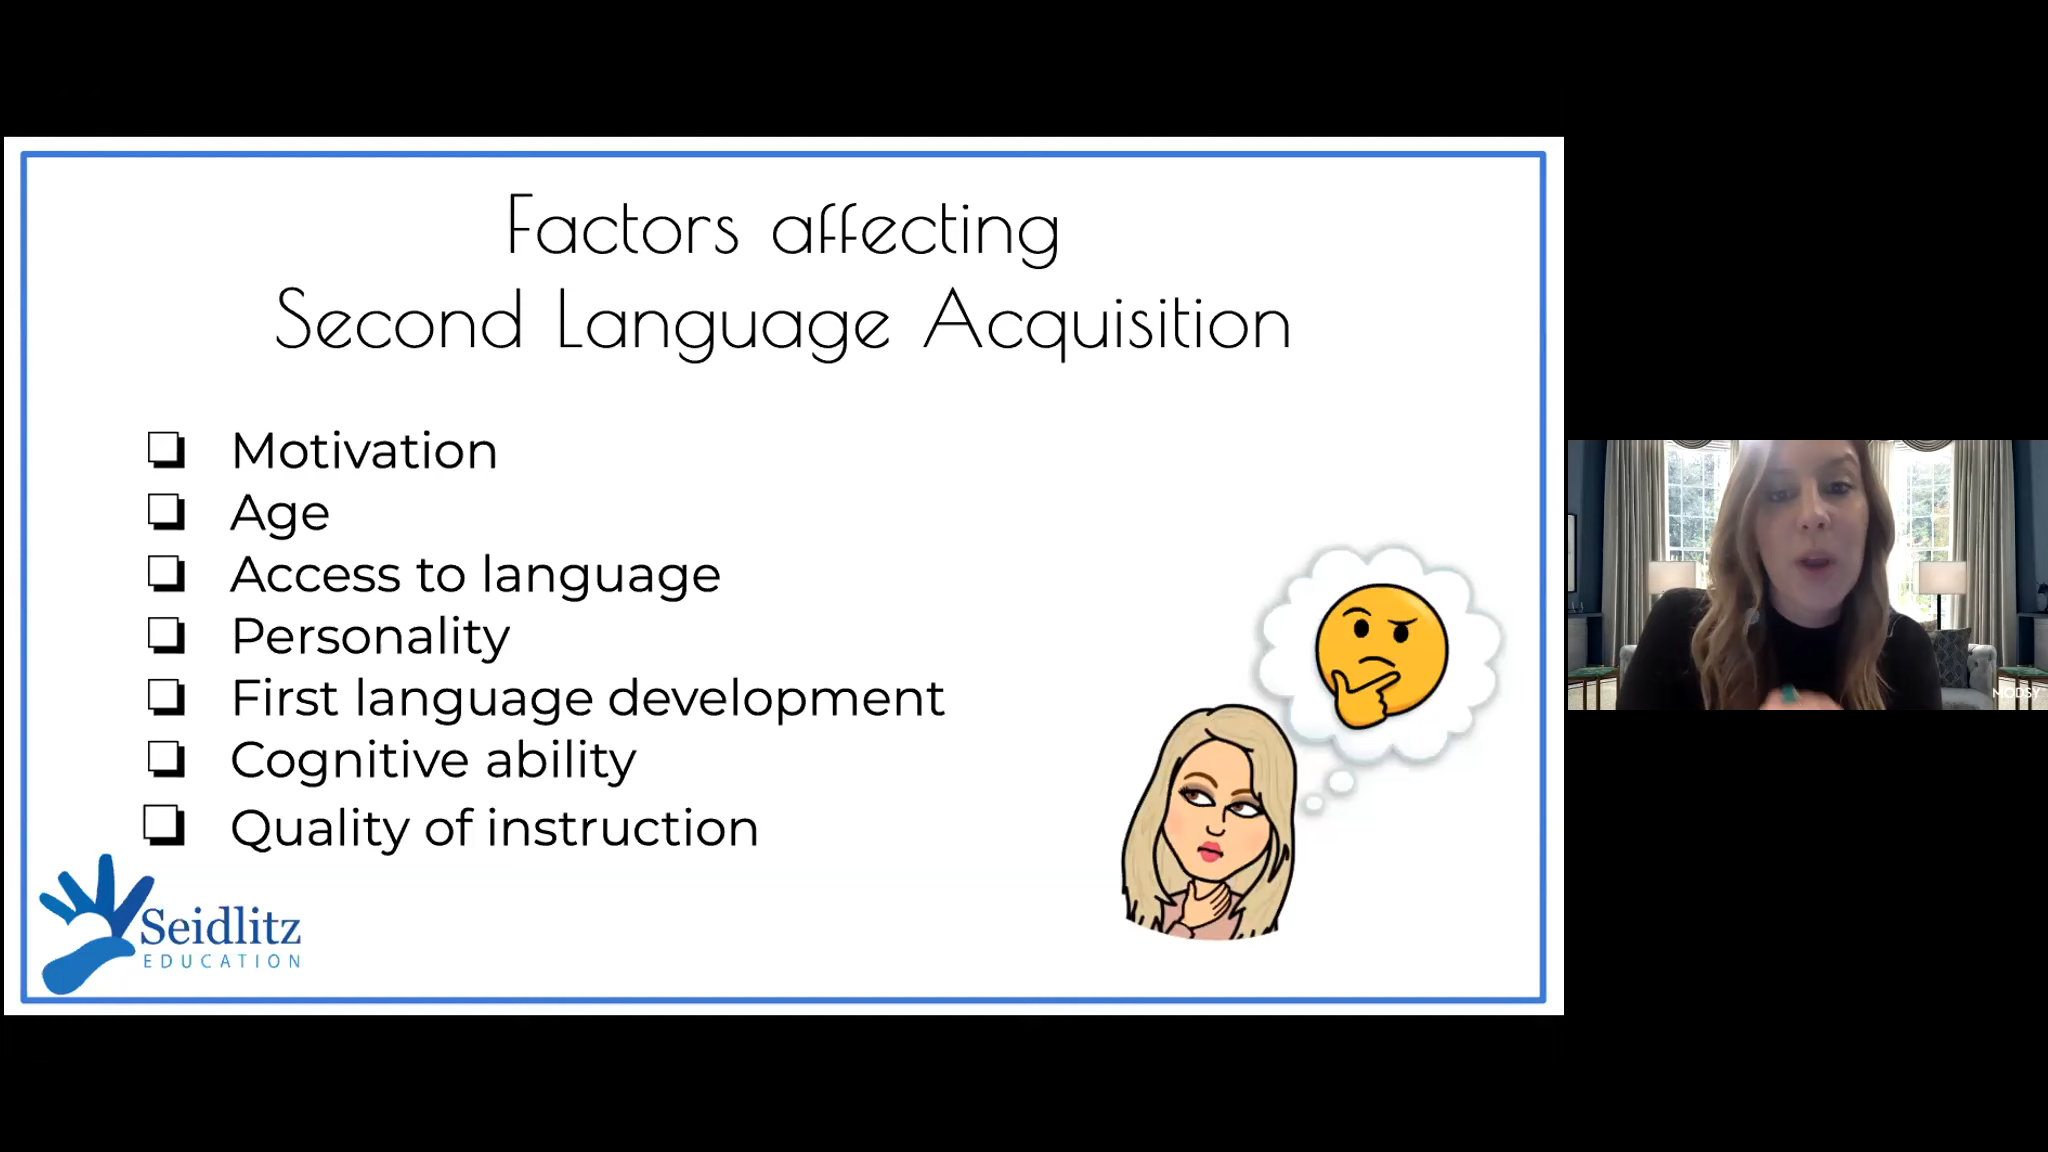 Factors affecting
Second Language Acquisition
Motivation
Age
Access to language
Personality
First language development
Cognitive ability
Quality of instruction
Seidlitz
EDUCATION
MODSY